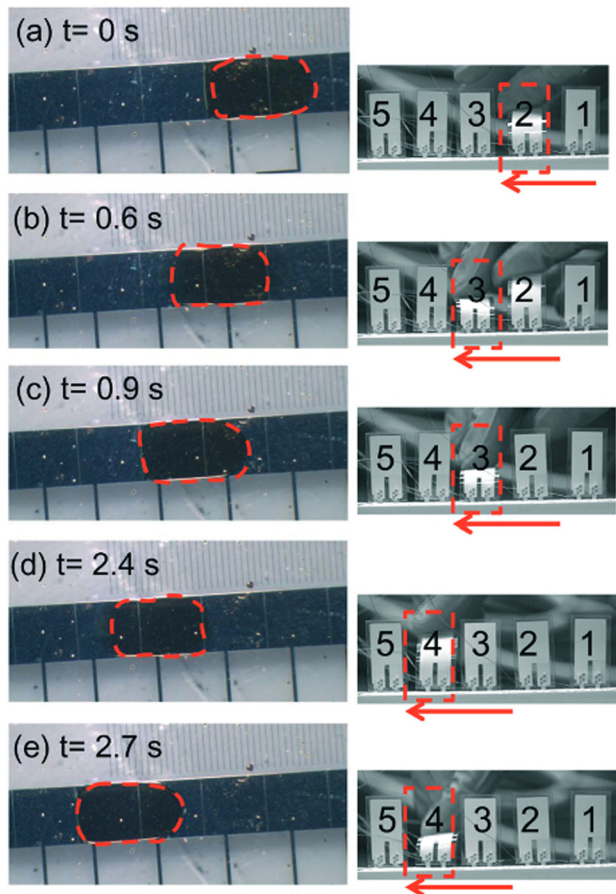 (a) t= 0 s
5 4 3 2 1
(b) t= 0.6 s
5 4 3 2 1
(c) t= 0.9 s
5 4 3 2 1
(d) t= 2.4 s
5 4 3 2 1
(e) t= 2.7 s
5 4 3 2 1